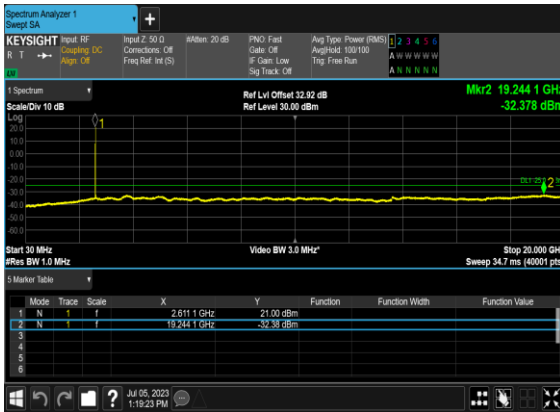 Spectrum Analyzer 1
Swept SA
+
KEYSIGHT Input: RF Input Z: 50 Ω #Atten: 20 dB PNO: Fast Avg Type: Power (RMS) 1 2 3 4 5 6
R T Coupling: DC Corrections: Off Gate: Off Avg|Hold: 100/100 A W W W W W
Align: Off Freq Ref: Int (S) IF Gain: Low Trig: Free Run
Sig Track: Off A N N N N N
1 Spectrum
Scale/Div 10 dB
Ref Lvl Offset 32.92 dB
Ref Level 30.00 dBm
Mkr2 19.244 1 GHz
-32.378 dBm
Log
1
20.0
10.0
0.00
-10.0
-20.0
-30.0
-40.0
-50.0
-60.0
2
Start 30 MHz Video BW 3.0 MHz* Stop 20.000 GHz
#Res BW 1.0 MHz Sweep 34.7 ms (40001 pts)
5 Marker Table
Mode Trace Scale X Y Function Function Width Function Value
1 N 1 f 2.611 1 GHz 21.00 dBm
2 N 1 f 19.244 1 GHz -32.38 dBm
3
4
5
6
?
Jul 05, 2023
1:19:23 PM